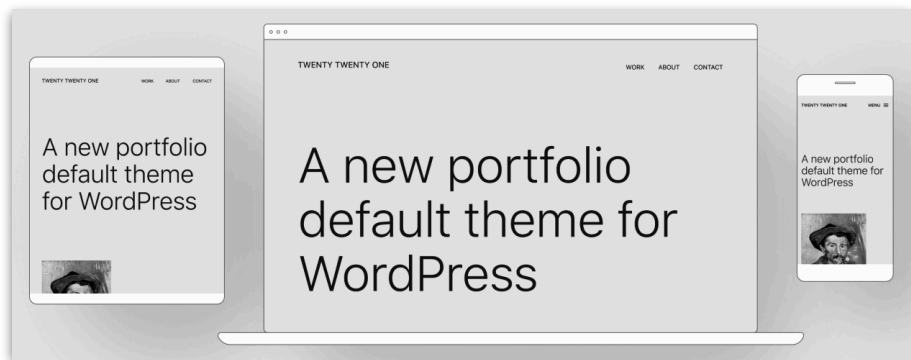 TWENTY TWENTY ONE
WORK ABOUT CONTACT
A new portfolio
default theme
for WordPress
TWENTY TWENTY ONE
WORK ABOUT CONTACT
A new portfolio
default theme for
WordPress
TWENTY TWENTY ONE
MENU
A new portfolio
default theme for
WordPress